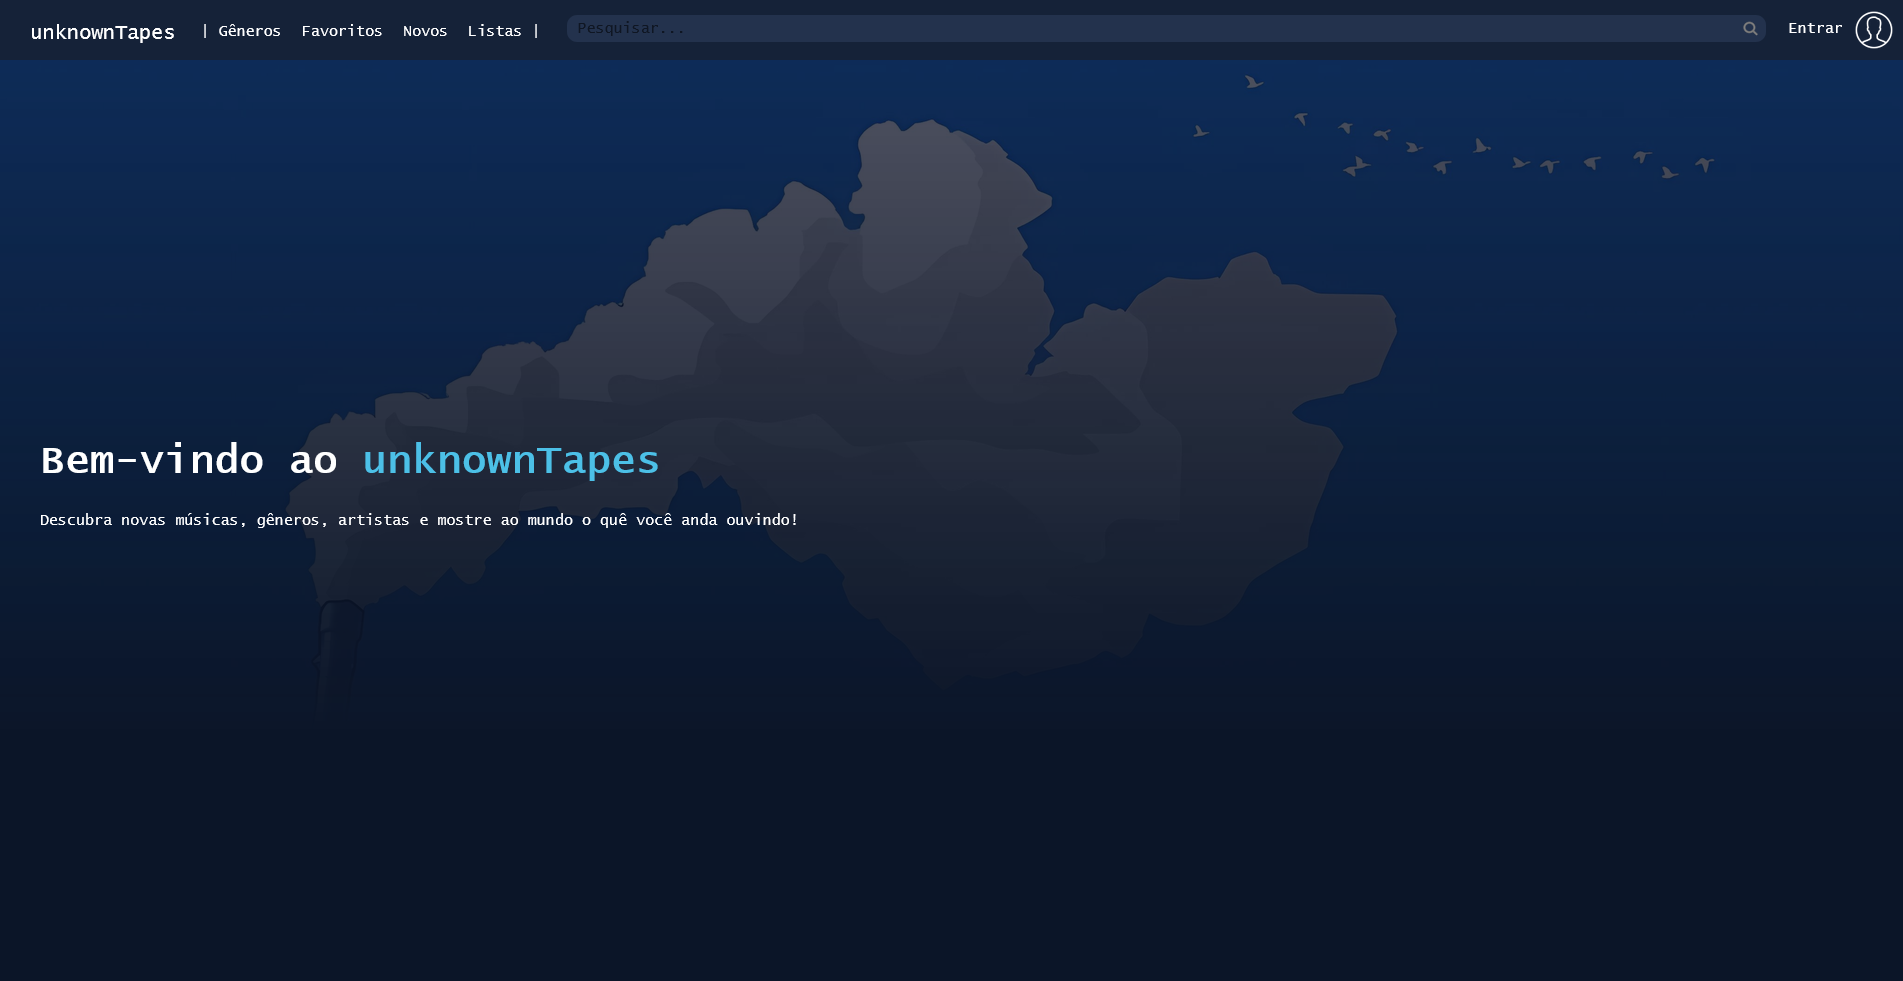 unknownTapes | Gêneros Favoritos Novos Listas | Pesquisar... Entrar
Bem-vindo ao unknownTapes
Descubra novas músicas, gêneros, artistas e mostre ao mundo o quê você anda ouvindo!